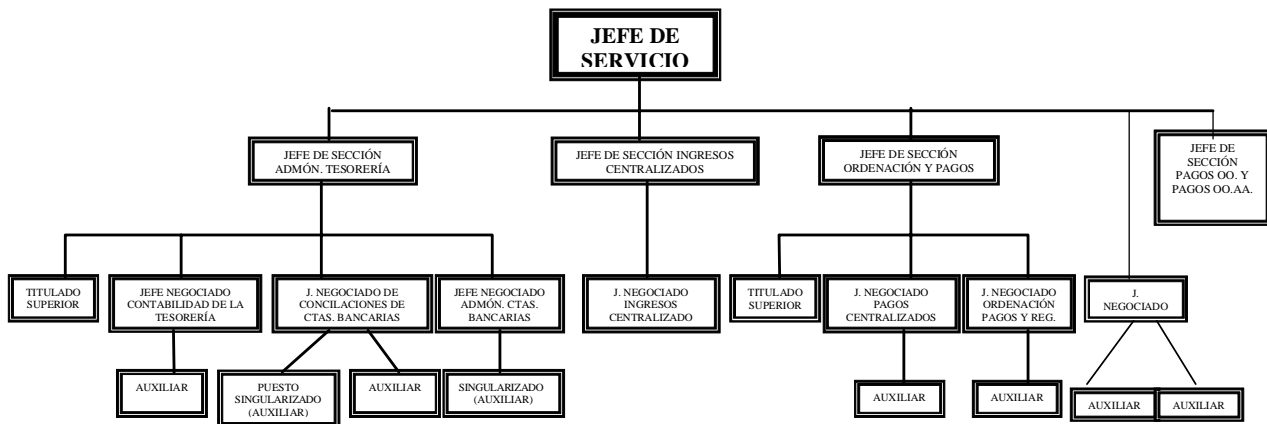 JEFE DE
SERVICIO
JEFE DE SECCIÓN
ADMÓN. TESORERÍA
JEFE DE SECCIÓN INGRESOS
CENTRALIZADOS
JEFE DE SECCIÓN
ORDENACIÓN Y PAGOS
JEFE DE
SECCIÓN
PAGOS OO. Y
PAGOS OO.AA.
TITULADO
SUPERIOR
JEFE NEGOCIADO
CONTABILIDAD DE LA
TESORERÍA
J. NEGOCIADO DE
CONCILACIONES DE
CTAS. BANCARIAS
JEFE NEGOCIADO
ADMÓN. CTAS.
BANCARIAS
J. NEGOCIADO
INGRESOS
CENTRALIZADO
TITULADO
SUPERIOR
J. NEGOCIADO
PAGOS
CENTRALIZADOS
J. NEGOCIADO
ORDENACIÓN
PAGOS Y REG.
J.
NEGOCIADO
AUXILIAR
PUESTO
SINGULARIZADO
(AUXILIAR)
AUXILIAR
SINGULARIZADO
(AUXILIAR)
AUXILIAR
AUXILIAR
AUXILIAR
AUXILIAR